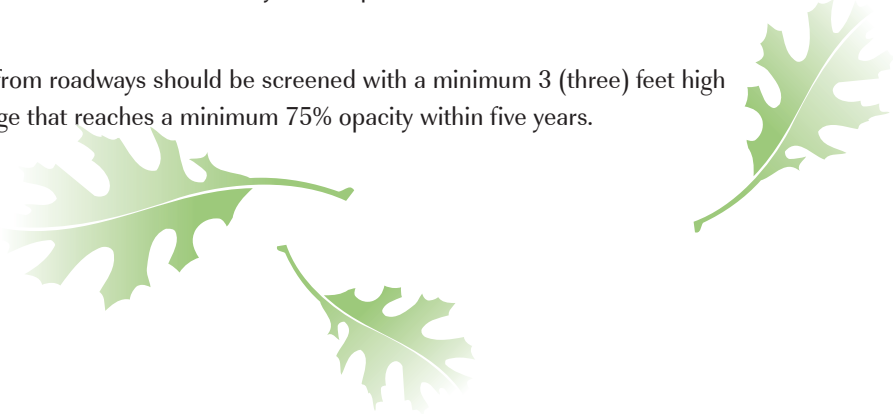 from roadways should be screened with a minimum 3 (three) feet high
that reaches a minimum 75% opacity within five years.